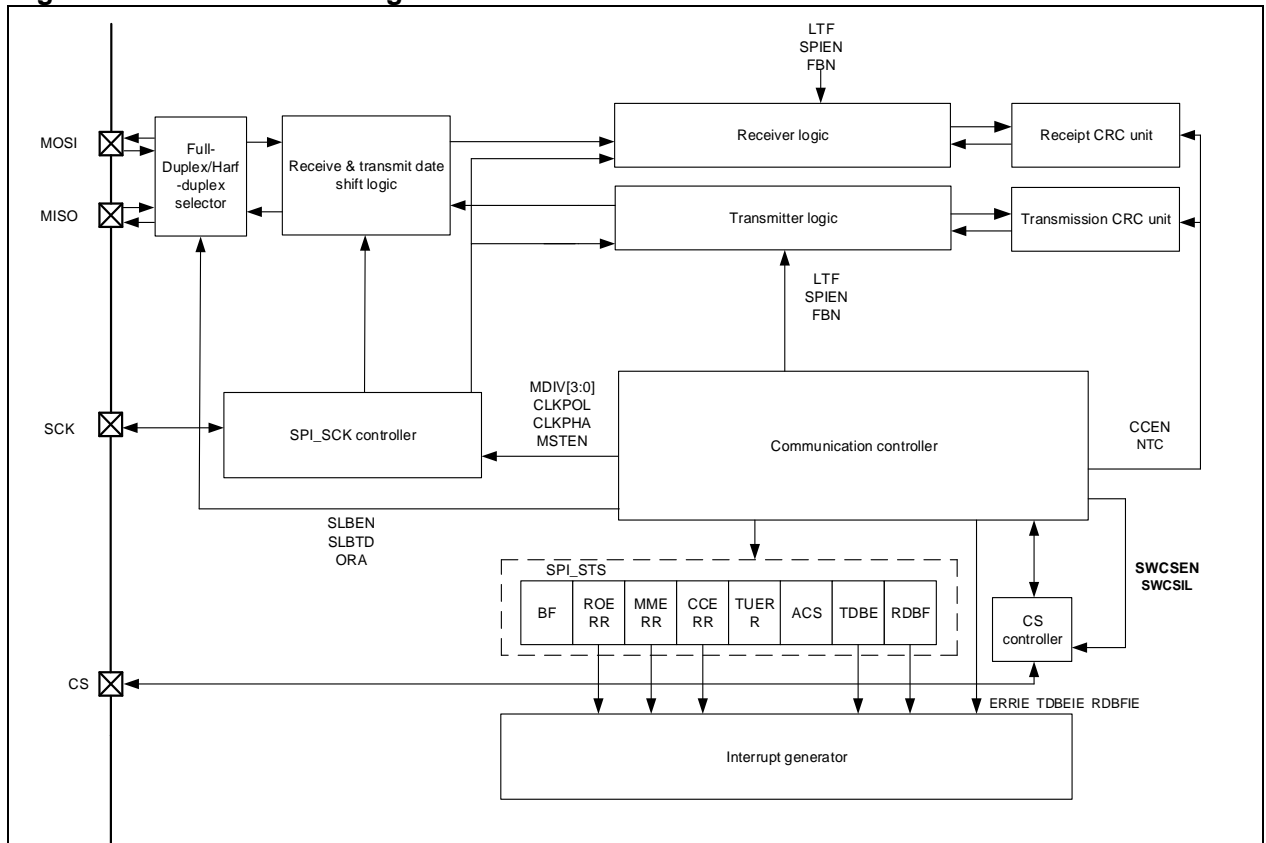 LTF
SPIEN
FBN
MOSI
Full-
Duplex/Harf
-duplex
selector
Receive & transmit date
shift logic
Receiver logic
Receipt CRC unit
MISO
Transmitter logic
Transmission CRC unit
LTF
SPIEN
FBN
MDIV[3:0]
CLKPOL
CLKPHA
MSTEN
SCK
SPI_SCK controller
Communication controller
CCEN
NTC
SLBEN
SLBTD
ORA
SPI_STS
BF
ROE
RR
MME
RR
CCE
RR
TUER
R
ACS
TDBE
RDBF
SWCSEN
SWCSIL
CS
controller
CS
ERRIE TDBEIE RDBFIE
Interrupt generator